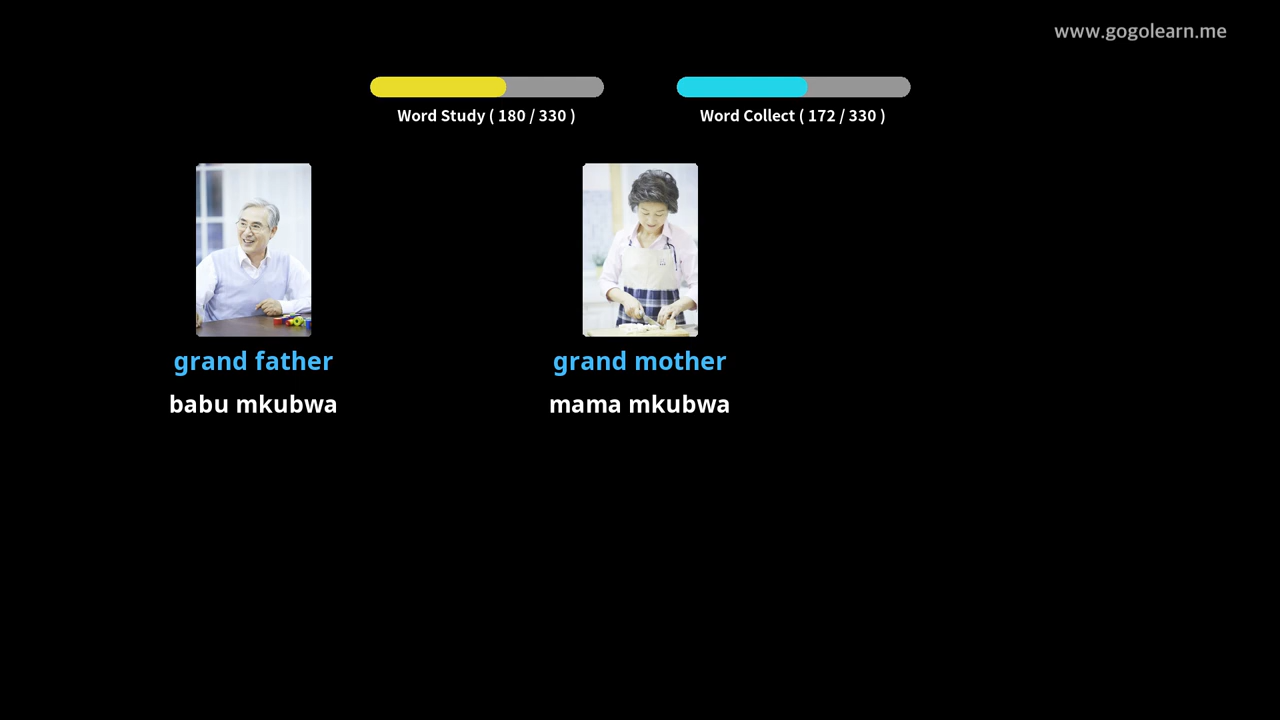 www.gogolearn.me
Word Study ( 180 / 330 )
Word Collect ( 172 / 330 )
grand father
grand mother
babu mkubwa
mama mkubwa